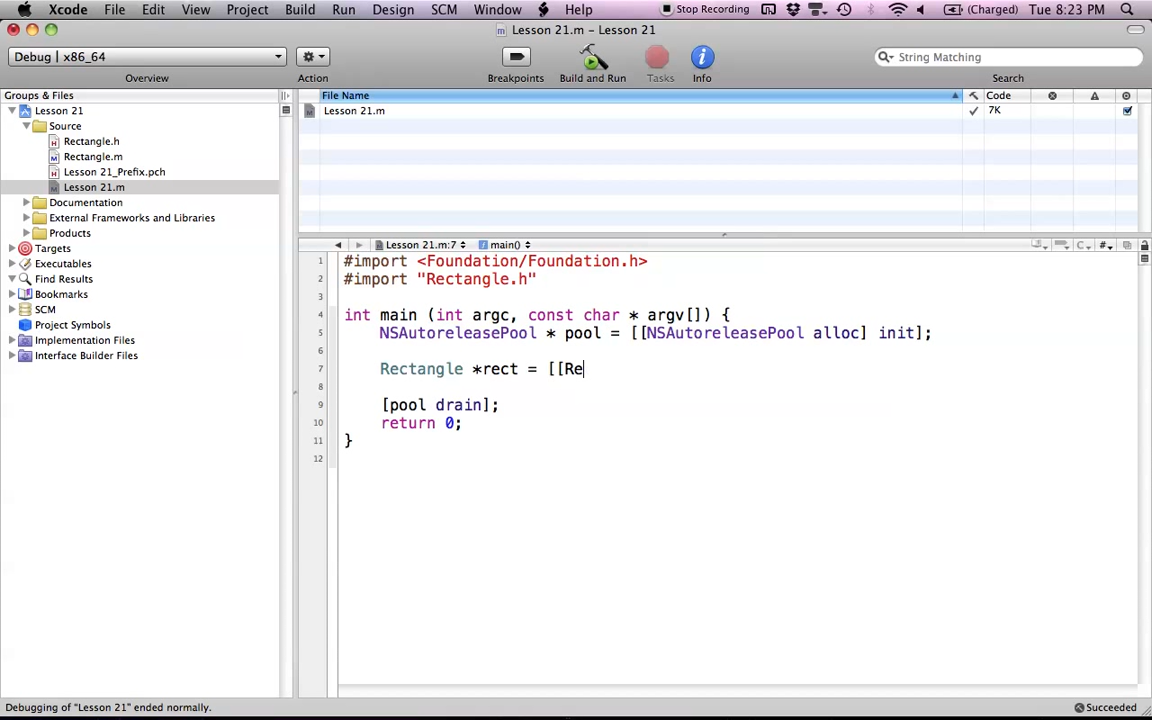 Xcode File Edit View Project Build Run Design SCM Window Help Stop Recording (Charged) Tue 8:23 PM
Lesson 21.m – Lesson 21
Debug | x86_64
String Matching
Overview Action Breakpoints Build and Run Tasks Info Search
Groups & Files
Lesson 21
Source
Rectangle.h
Rectangle.m
Lesson 21_Prefix.pch
Lesson 21.m
Documentation
External Frameworks and Libraries
Products
Targets
Executables
Find Results
Bookmarks
SCM
Project Symbols
Implementation Files
Interface Builder Files
File Name Code
Lesson 21.m 7K
Lesson 21.m:7 main()
1 #import <Foundation/Foundation.h>
2 #import "Rectangle.h"
3
4 int main (int argc, const char * argv[]) {
5 NSAutoreleasePool * pool = [[NSAutoreleasePool alloc] init];
6
7 Rectangle *rect = [[Re
8
9 [pool drain];
10 return 0;
11 }
12
Debugging of "Lesson 21" ended normally. Succeeded